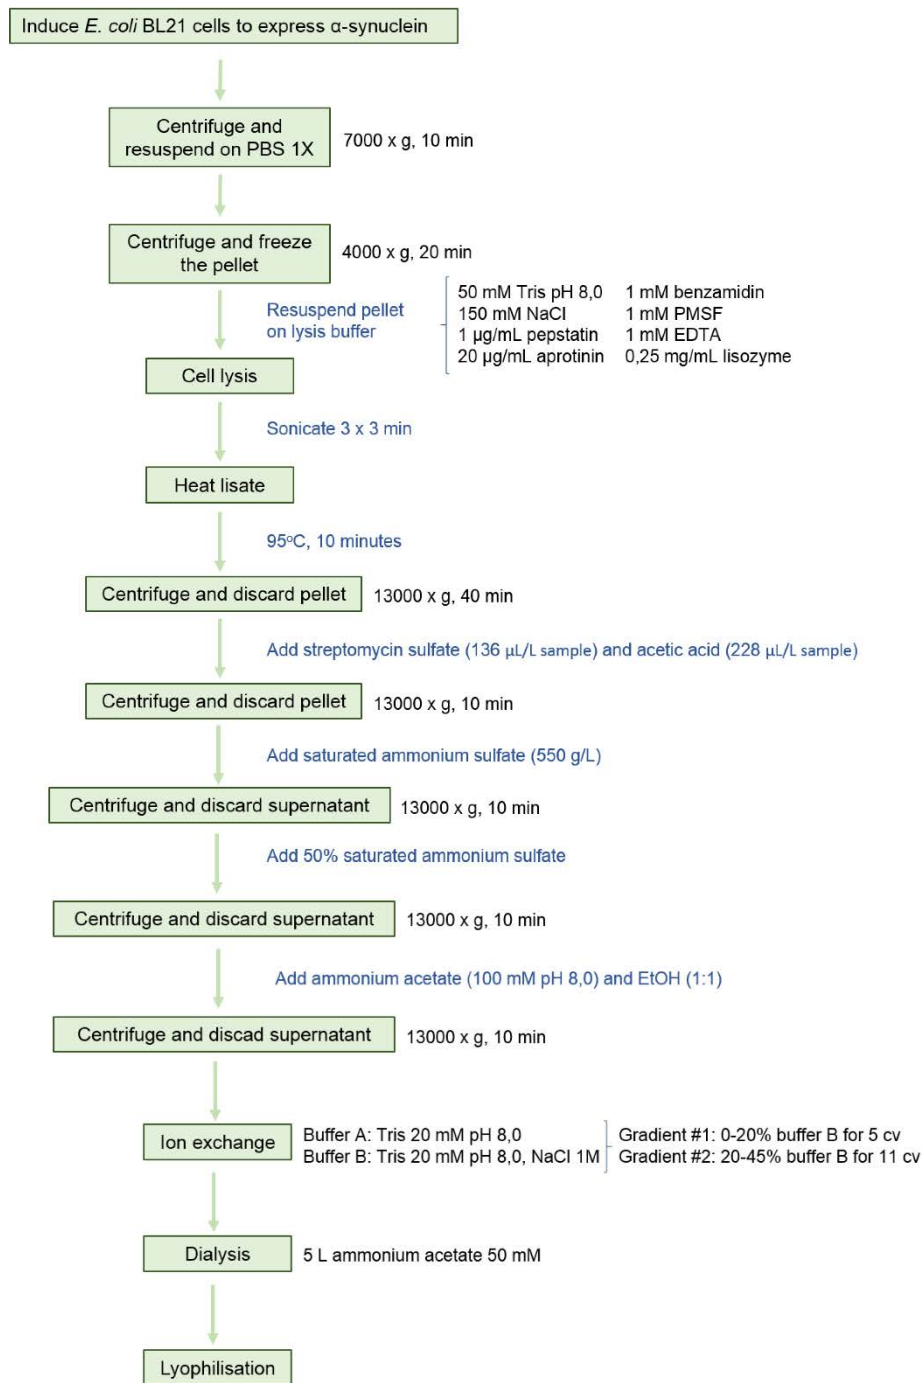 Induce E. coli BL21 cells to express α-synuclein
Centrifuge and
resuspend on PBS 1X
7000 x g, 10 min
Centrifuge and freeze
the pellet
4000 x g, 20 min
Resuspend pellet
on lysis buffer
50 mM Tris pH 8,0
150 mM NaCl
1 µg/mL pepstatin
20 µg/mL aprotinin
1 mM benzamidin
1 mM PMSF
1 mM EDTA
0,25 mg/mL lisozyme
Cell lysis
Sonicate 3 x 3 min
Heat lisate
95ºC, 10 minutes
Centrifuge and discard pellet
13000 x g, 40 min
Add streptomycin sulfate (136 µL/L sample) and acetic acid (228 µL/L sample)
Centrifuge and discard pellet
13000 x g, 10 min
Add saturated ammonium sulfate (550 g/L)
Centrifuge and discard supernatant
13000 x g, 10 min
Add 50% saturated ammonium sulfate
Centrifuge and discard supernatant
13000 x g, 10 min
Add ammonium acetate (100 mM pH 8,0) and EtOH (1:1)
Centrifuge and discad supernatant
13000 x g, 10 min
Ion exchange
Buffer A: Tris 20 mM pH 8,0
Buffer B: Tris 20 mM pH 8,0, NaCl 1M
Gradient #1: 0-20% buffer B for 5 cv
Gradient #2: 20-45% buffer B for 11 cv
Dialysis
5 L ammonium acetate 50 mM
Lyophilisation